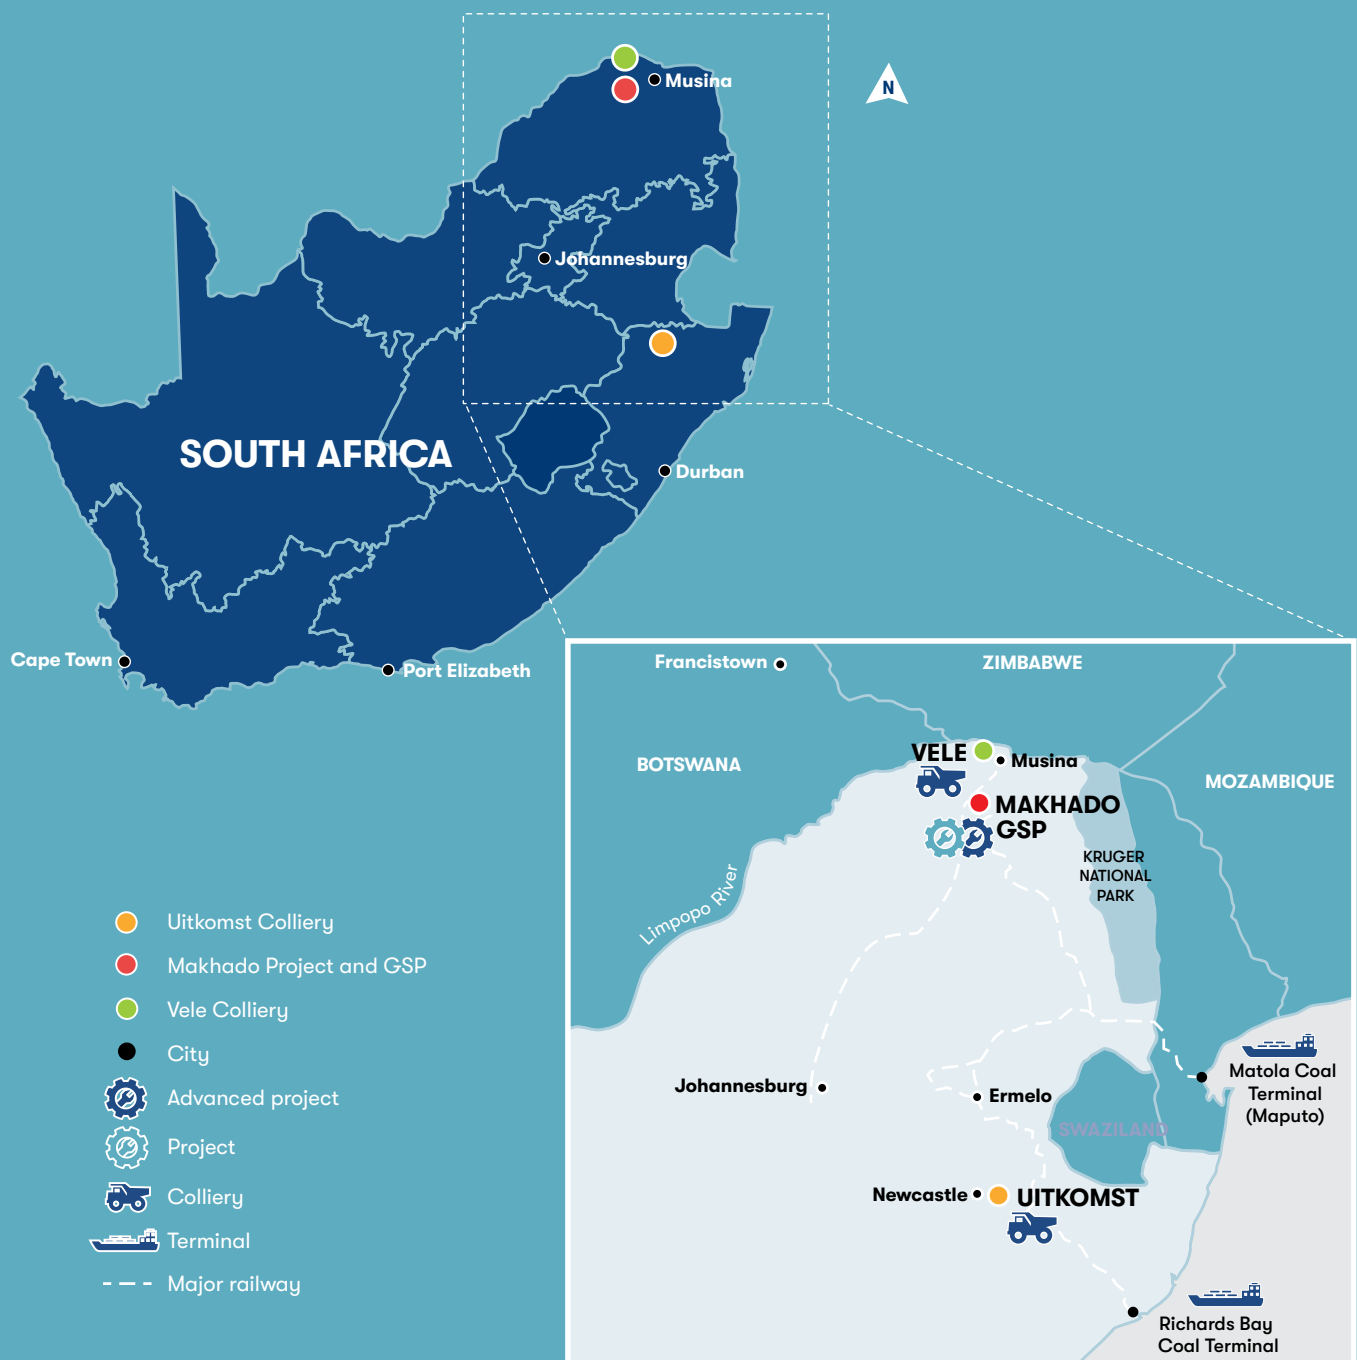 Musina
N
Johannesburg
SOUTH AFRICA
Durban
Cape Town
Port Elizabeth
Uitkomst Colliery
Makhado Project and GSP
Vele Colliery
City
Advanced project
Project
Colliery
Terminal
Major railway
Francistown
ZIMBABWE
BOTSWANA
VELE
Musina
MOZAMBIQUE
MAKHADO
GSP
KRUGER
NATIONAL
PARK
Limpopo River
Johannesburg
Ermelo
Matola Coal
Terminal
(Maputo)
SWAZILAND
Newcastle
UITKOMST
Richards Bay
Coal Terminal